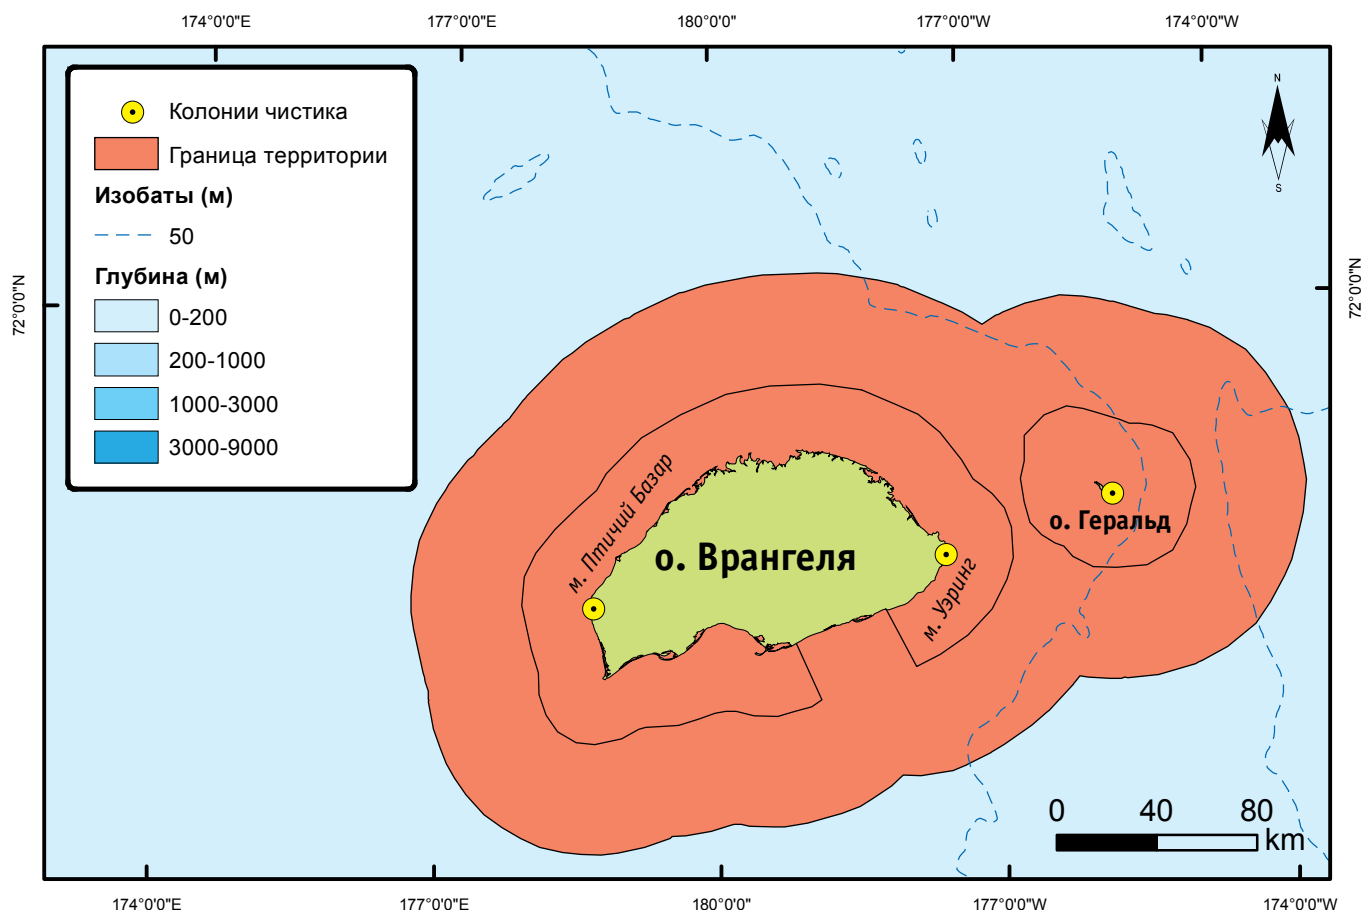 174°0'0"E 177°0'0"E 180°0'0" 177°0'0"W 174°0'0"W
N
S
Колонии чистика
Граница территории
Изобаты (м)
50
Глубина (м)
0-200
200-1000
1000-3000
3000-9000
72°0'0"N
72°0'0"N
м. Птичий Базар
о. Врангеля
м. Уэринг
о. Геральд
0 40 80
km
174°0'0"E 177°0'0"E 180°0'0" 177°0'0"W 174°0'0"W